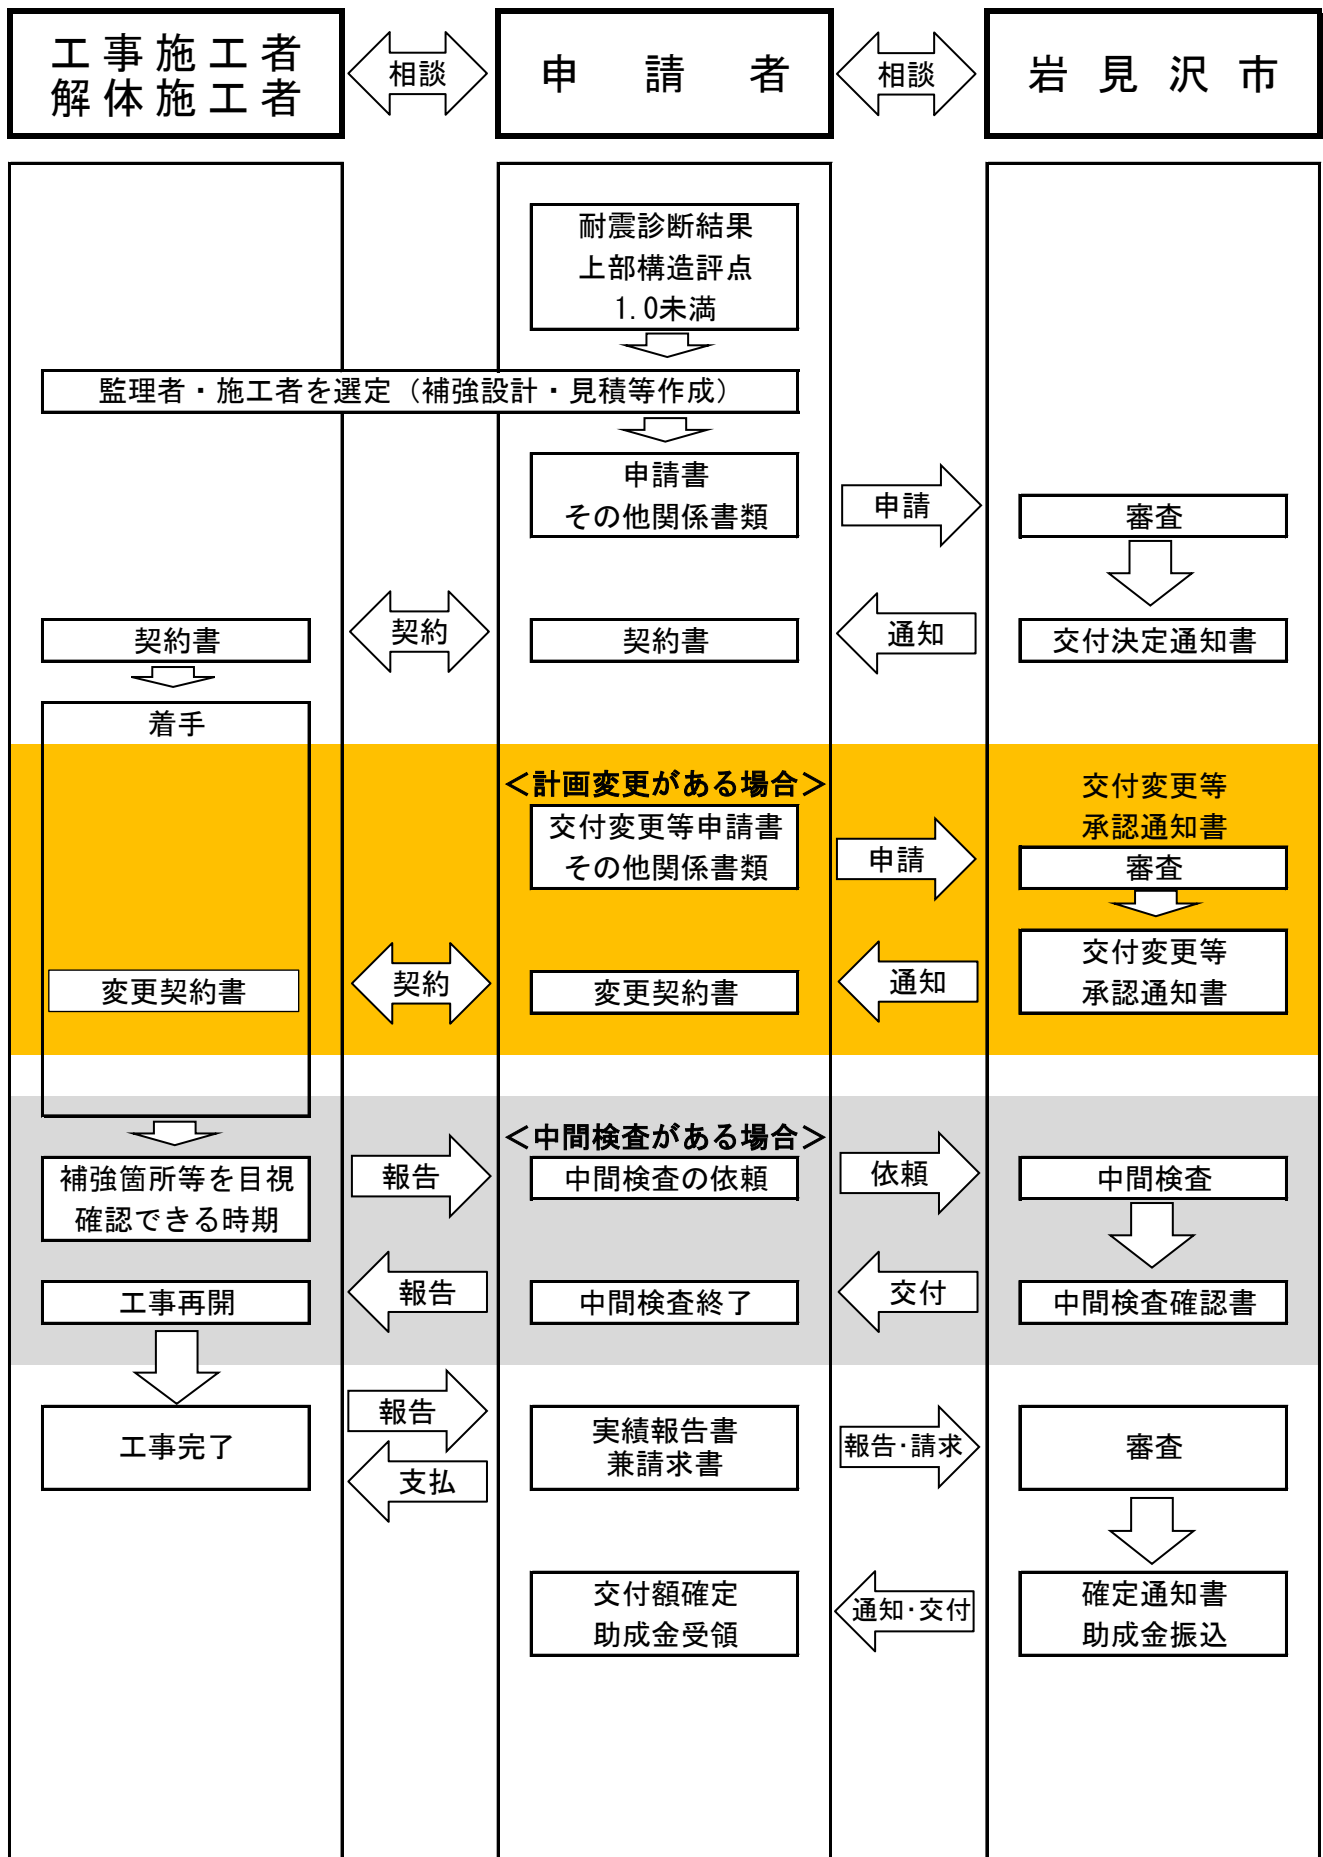 工事施工者
解体施工者
相談
申請者
相談
岩見沢市
耐震診断結果
上部構造評点
1.0未満
監理者・施工者を選定（補強設計・見積等作成）
申請書
その他関係書類
申請
審査
契約書
契約
契約書
通知
交付決定通知書
着手
＜計画変更がある場合＞
交付変更等申請書
その他関係書類
申請
交付変更等
承認通知書
審査
変更契約書
契約
変更契約書
通知
交付変更等
承認通知書
＜中間検査がある場合＞
補強箇所等を目視
確認できる時期
報告
中間検査の依頼
依頼
中間検査
工事再開
報告
中間検査終了
交付
中間検査確認書
工事完了
報告
支払
実績報告書
兼請求書
報告・請求
審査
交付額確定
助成金受領
通知・交付
確定通知書
助成金振込